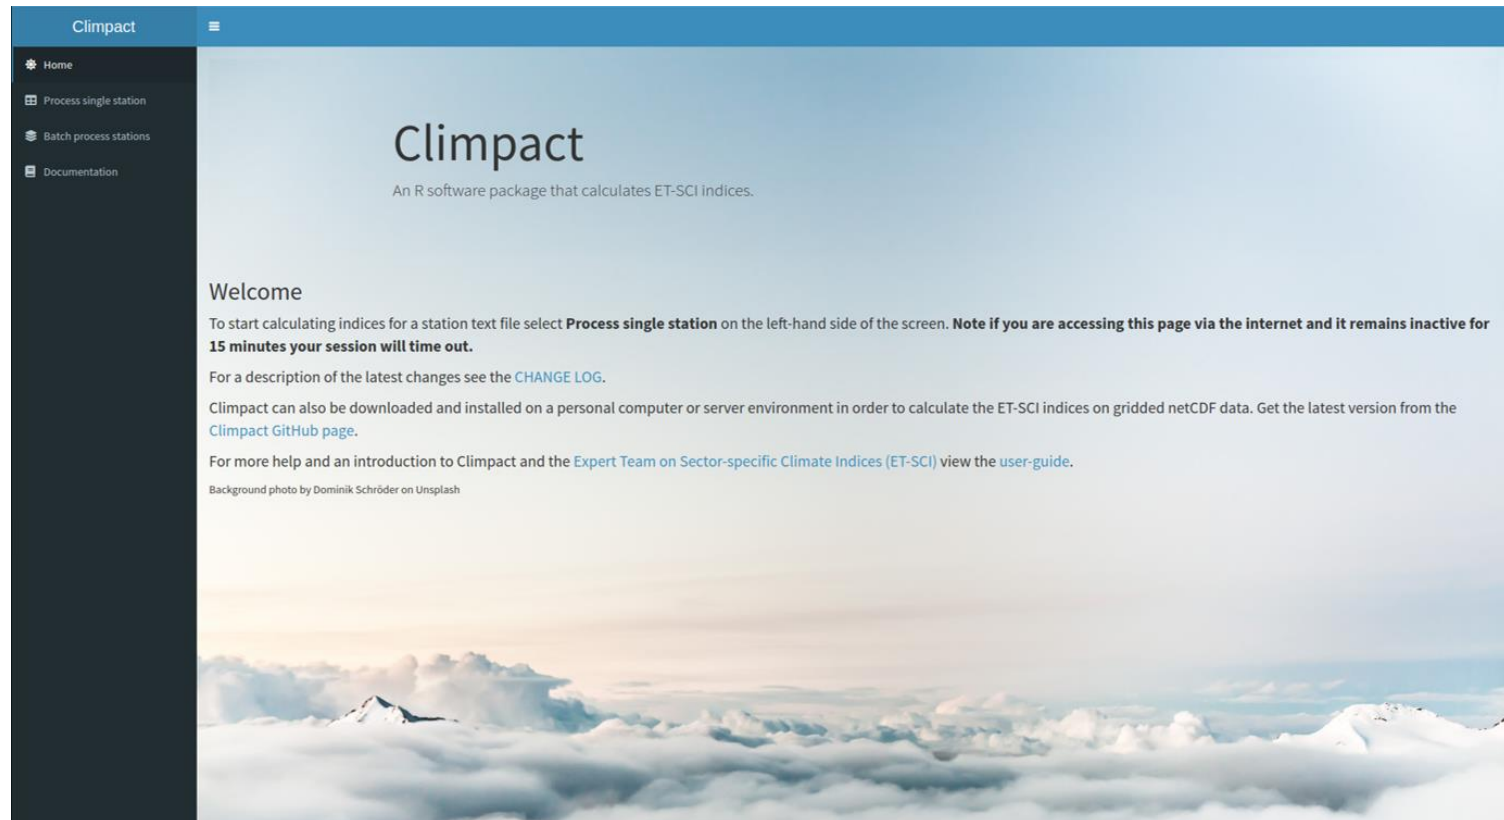 Climpact
Home
Process single station
Batch process stations
Documentation
Climpact
An R software package that calculates ET-SCI indices.
Welcome
To start calculating indices for a station text file select Process single station on the left-hand side of the screen. Note if you are accessing this page via the internet and it remains inactive for
15 minutes your session will time out.
For a description of the latest changes see the CHANGE LOG.
Climpact can also be downloaded and installed on a personal computer or server environment in order to calculate the ET-SCI indices on gridded netCDF data. Get the latest version from the
Climpact GitHub page.
For more help and an introduction to Climpact and the Expert Team on Sector-specific Climate Indices (ET-SCI) view the user-guide.
Background photo by Dominik Schröder on Unsplash